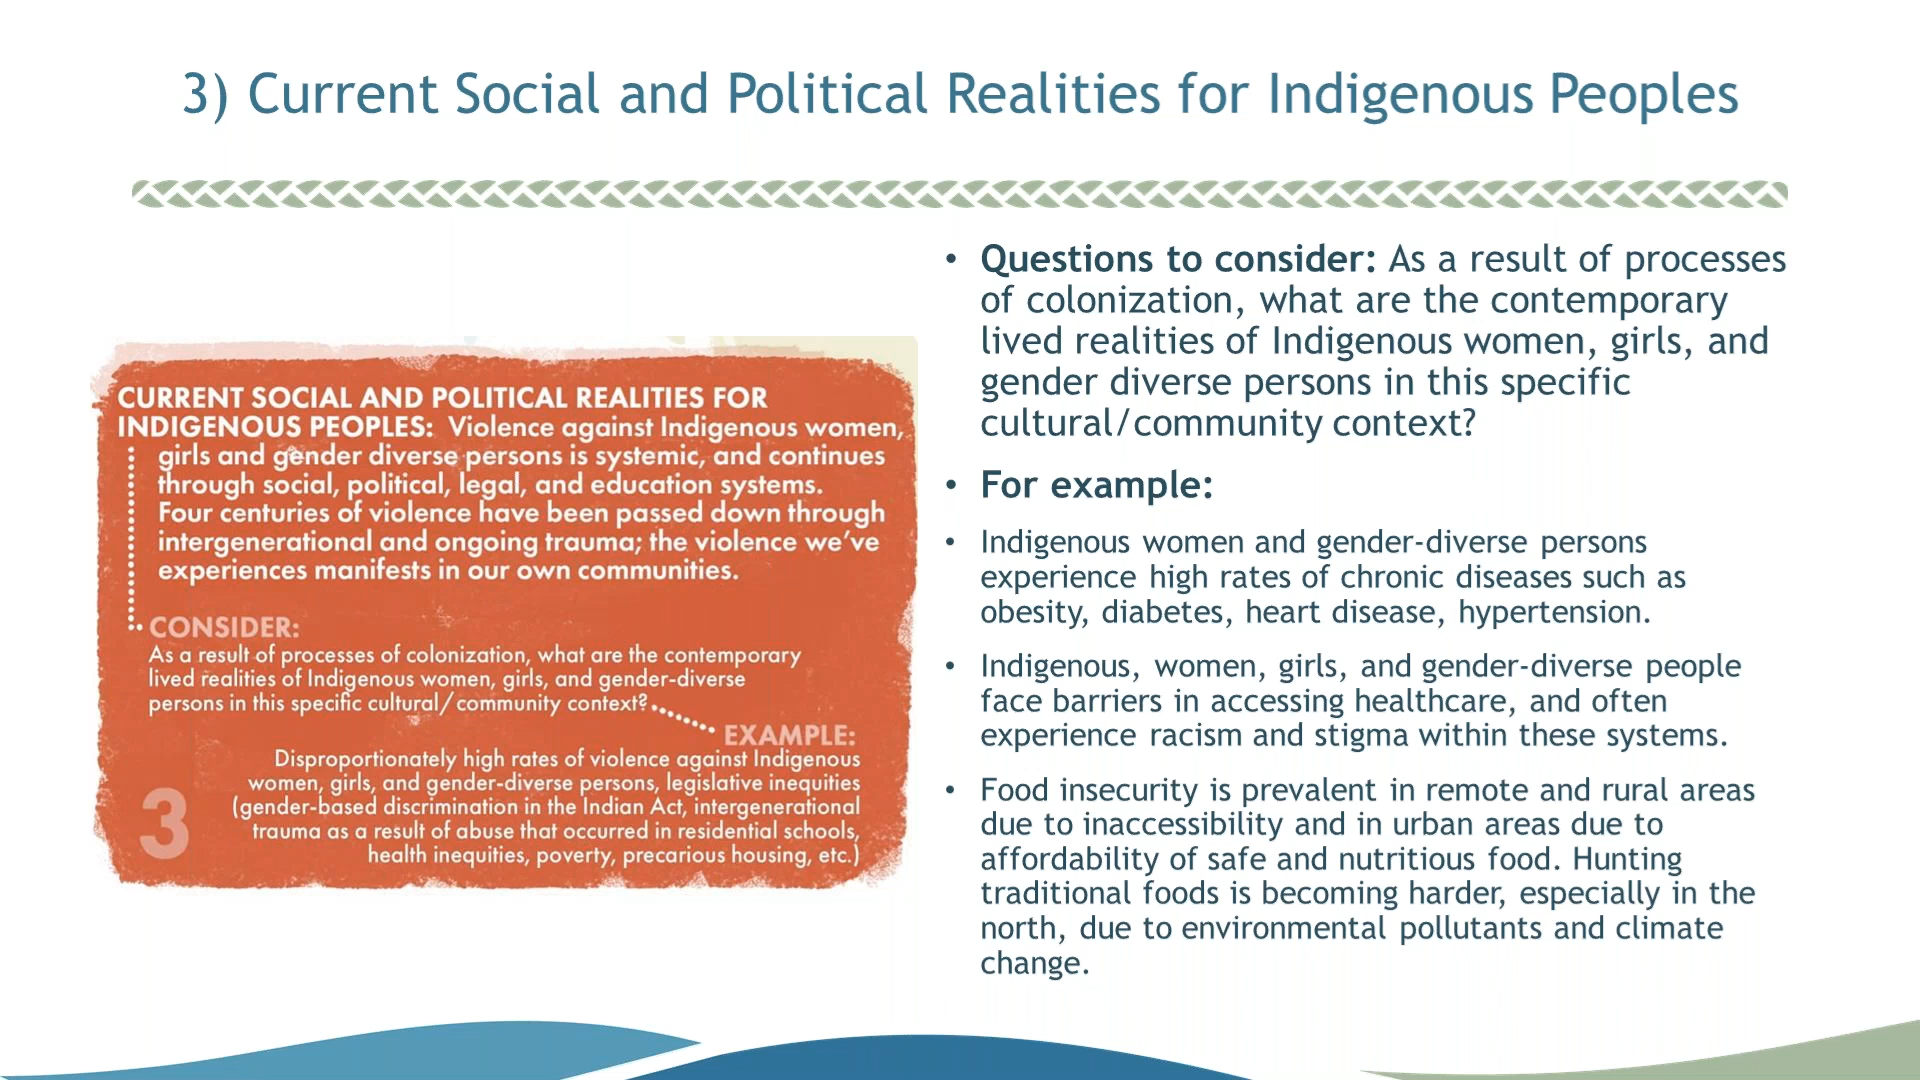 3) Current Social and Political Realities for Indigenous Peoples
CURRENT SOCIAL AND POLITICAL REALITIES FOR
INDIGENOUS PEOPLES: Violence against Indigenous women,
girls and gender diverse persons is systemic, and continues
through social, political, legal, and education systems.
Four centuries of violence have been passed down through
intergenerational and ongoing trauma; the violence we've
experiences manifests in our own communities.
CONSIDER:
As a result of processes of colonization, what are the contemporary
lived realities of Indigenous women, girls, and gender-diverse
persons in this specific cultural/community context?
EXAMPLE:
Disproportionately high rates of violence against Indigenous
women, girls, and gender-diverse persons, legislative inequities
(gender-based discrimination in the Indian Act, intergenerational
trauma as a result of abuse that occurred in residential schools,
health inequities, poverty, precarious housing, etc.)
3
• Questions to consider: As a result of processes
of colonization, what are the contemporary
lived realities of Indigenous women, girls, and
gender diverse persons in this specific
cultural/community context?
• For example:
• Indigenous women and gender-diverse persons
experience high rates of chronic diseases such as
obesity, diabetes, heart disease, hypertension.
• Indigenous, women, girls, and gender-diverse people
face barriers in accessing healthcare, and often
experience racism and stigma within these systems.
• Food insecurity is prevalent in remote and rural areas
due to inaccessibility and in urban areas due to
affordability of safe and nutritious food. Hunting
traditional foods is becoming harder, especially in the
north, due to environmental pollutants and climate
change.